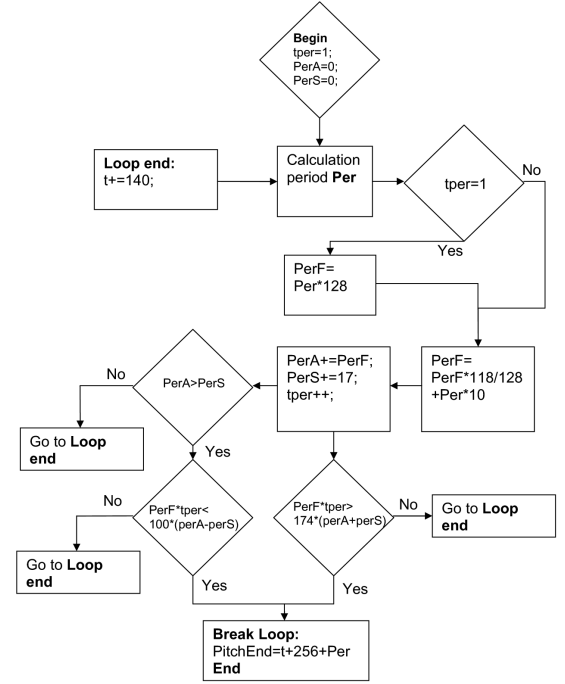 Begin
tper=1;
PerA=0;
PerS=0;
Loop end:
t+=140;
Calculation
period Per
tper=1
No
Yes
PerF=
Per*128
PerF=
PerF*118/128
+Per*10
PerA+=PerF;
PerS+=17;
tper++;
PerA>PerS
No
Go to Loop
end
Yes
PerF*tper<
100*(perA-perS)
No
Go to Loop
end
Yes
PerF*tper>
174*(perA+perS)
No
Go to Loop
end
Yes
Break Loop:
PitchEnd=t+256+Per
End